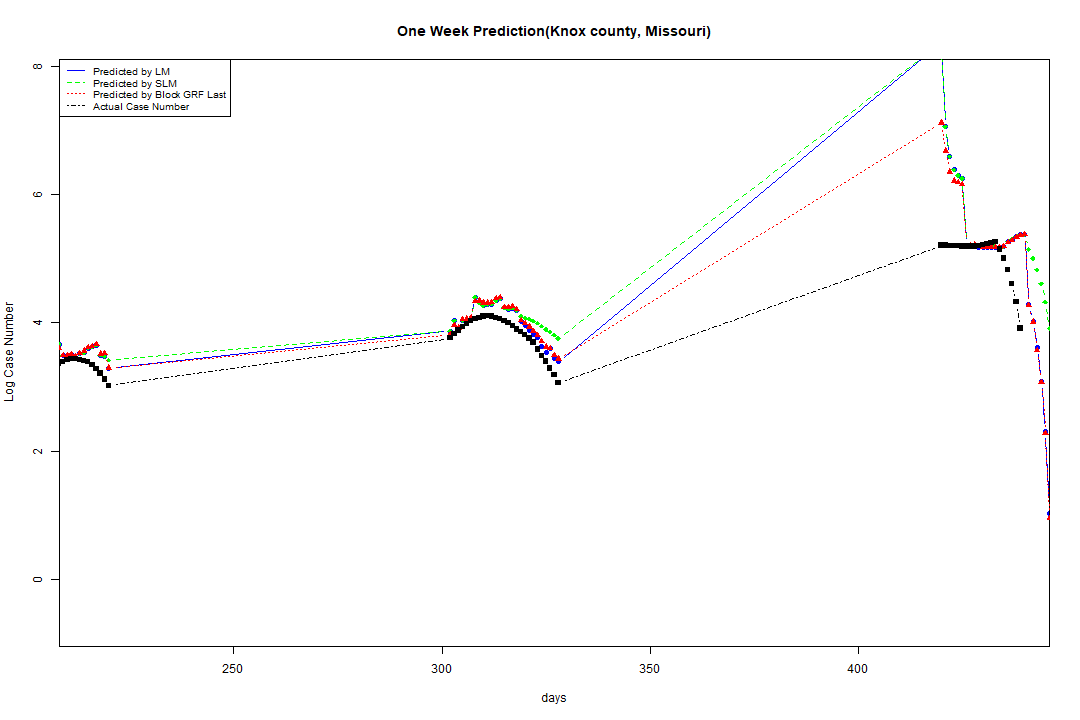 One Week Prediction(Knox county, Missouri)
Predicted by LM
Predicted by SLM
Predicted by Block GRF Last
Actual Case Number
8
6
4
2
0
Log Case Number
250
300
350
400
days